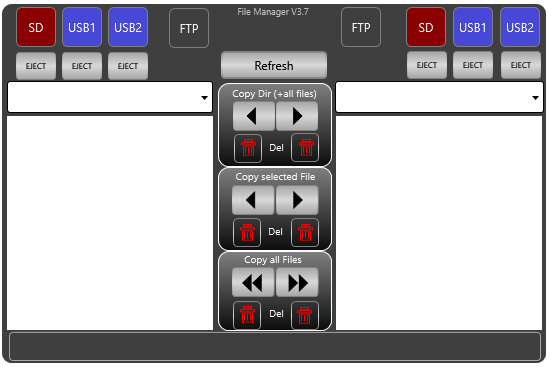 File Manager V3.7
SD USB1 USB2 FTP FTP SD USB1 USB2
EJECT EJECT EJECT EJECT EJECT EJECT
Refresh
Copy Dir (+all files)
Del
Copy selected File
Del
Copy all Files
Del